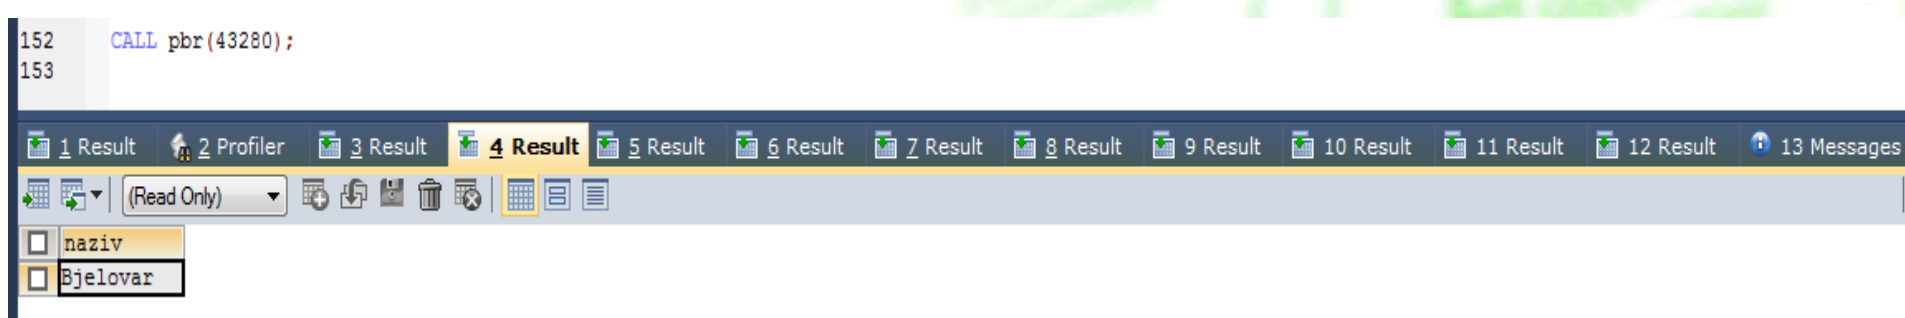 152 CALL pbr(43280);
153
1 Result 2 Profiler 3 Result 4 Result 5 Result 6 Result 7 Result 8 Result 9 Result 10 Result 11 Result 12 Result 13 Messages
(Read Only)
naziv
Bjelovar